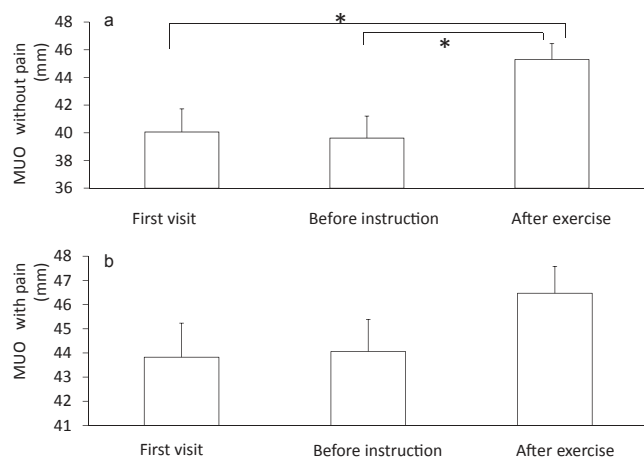 a
*
*
MUO without pain
(mm)
48
46
44
42
40
38
36
First visit
Before instruction
After exercise
b
MUO with pain
(mm)
48
47
46
45
44
43
42
41
First visit
Before instruction
After exercise